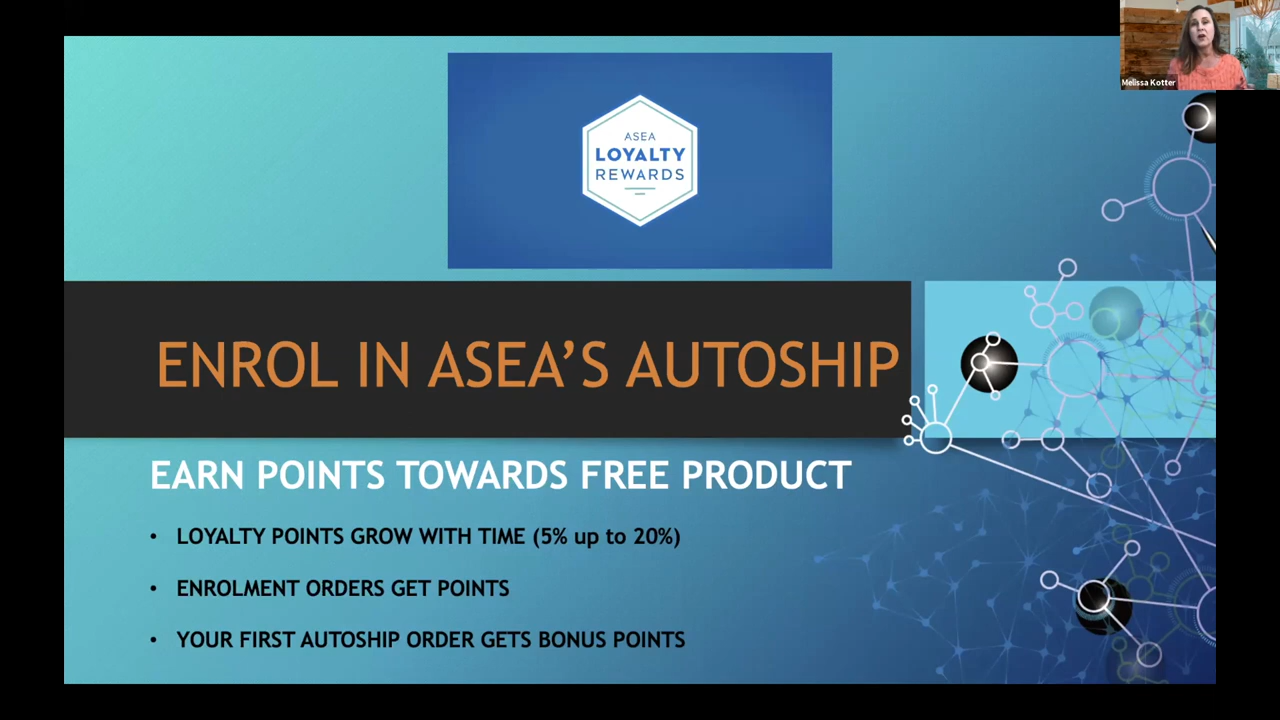 Melissa Kotter
ASEA
LOYALTY
REWARDS
ENROL IN ASEA’S AUTOSHIP
EARN POINTS TOWARDS FREE PRODUCT
• LOYALTY POINTS GROW WITH TIME (5% up to 20%)
• ENROLMENT ORDERS GET POINTS
• YOUR FIRST AUTOSHIP ORDER GETS BONUS POINTS